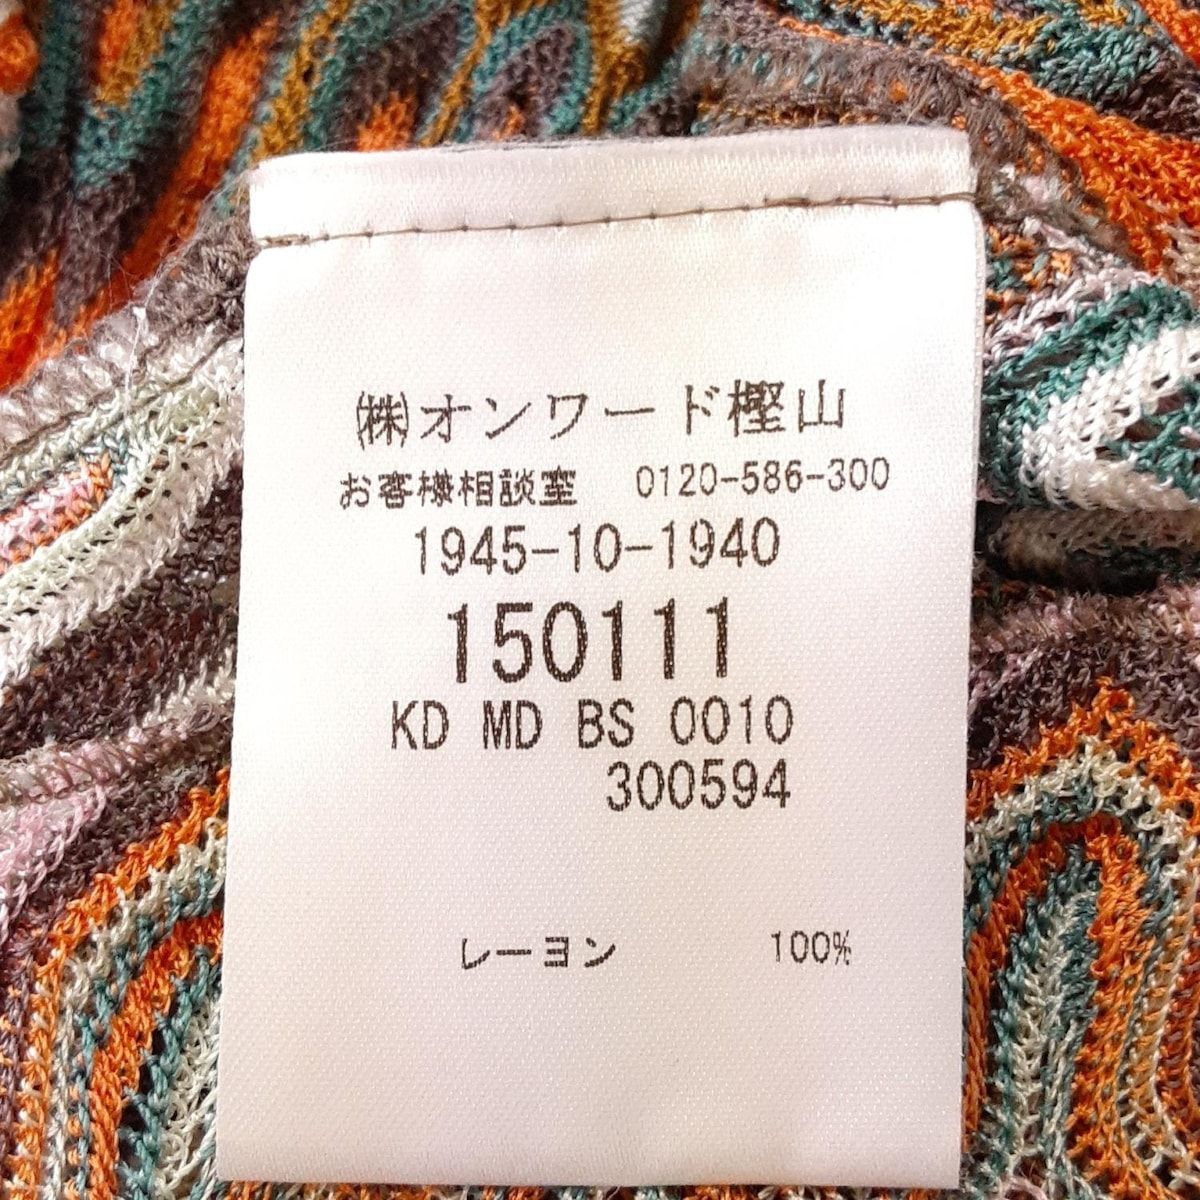 ㈱オンワード樫山
お客様相談室 0120-586-300
1945-10-1940
150111
KD MD BS 0010
300594
レーヨン 100%